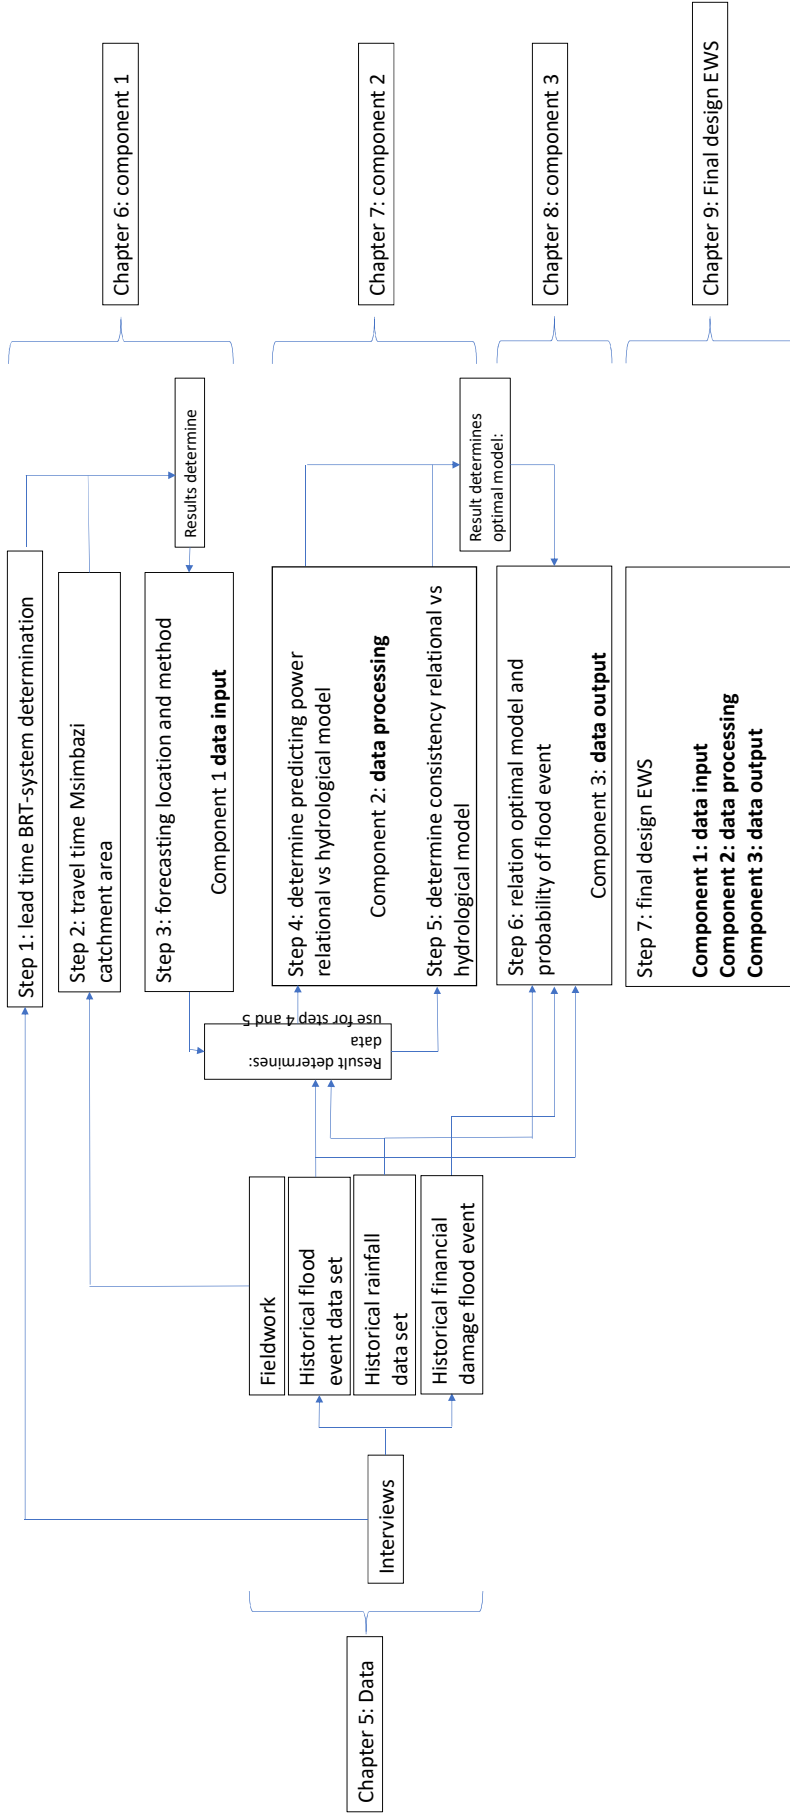 Chapter 5: Data
Interviews
Fieldwork
Historical flood
event data set
Historical rainfall
data set
Historical financial
damage flood event
Step 1: lead time BRT-system determination
Step 2: travel time Msimbazi
catchment area
Results determine
Step 3: forecasting location and method
Component 1 data input
Chapter 6: component 1
Result determines:
data
use for step 4 and 5
Step 4: determine predicting power
relational vs hydrological model
Component 2: data processing
Step 5: determine consistency relational vs
hydrological model
Result determines
optimal model:
Chapter 7: component 2
Step 6: relation optimal model and
probability of flood event
Component 3: data output
Chapter 8: component 3
Step 7: final design EWS
Component 1: data input
Component 2: data processing
Component 3: data output
Chapter 9: Final design EWS